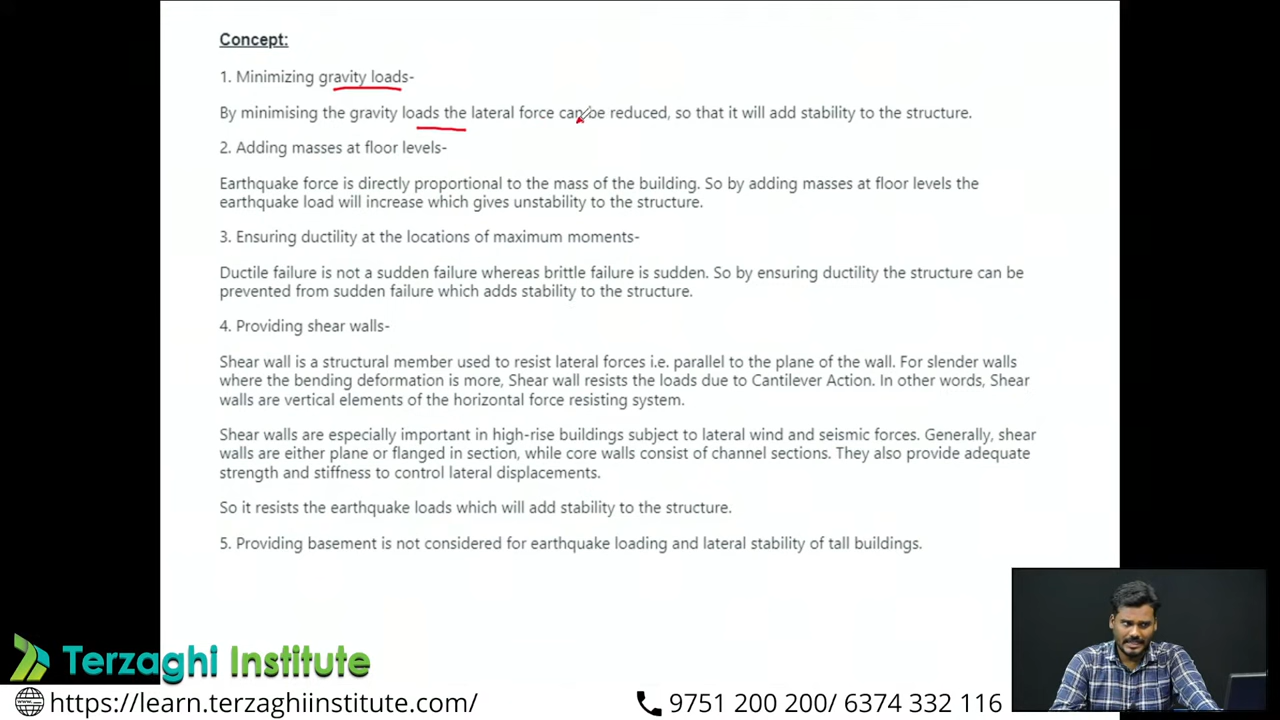 Concept:
1. Minimizing gravity loads-
By minimising the gravity loads the lateral force can be reduced, so that it will add stability to the structure.
2. Adding masses at floor levels-
Earthquake force is directly proportional to the mass of the building. So by adding masses at floor levels the
earthquake load will increase which gives unstability to the structure.
3. Ensuring ductility at the locations of maximum moments-
Ductile failure is not a sudden failure whereas brittle failure is sudden. So by ensuring ductility the structure can be
prevented from sudden failure which adds stability to the structure.
4. Providing shear walls-
Shear wall is a structural member used to resist lateral forces i.e. parallel to the plane of the wall. For slender walls
where the bending deformation is more, Shear wall resists the loads due to Cantilever Action. In other words, Shear
walls are vertical elements of the horizontal force resisting system.
Shear walls are especially important in high-rise buildings subject to lateral wind and seismic forces. Generally, shear
walls are either plane or flanged in section, while core walls consist of channel sections. They also provide adequate
strength and stiffness to control lateral displacements.
So it resists the earthquake loads which will add stability to the structure.
5. Providing basement is not considered for earthquake loading and lateral stability of tall buildings.
Terzaghi Institute
https://learn.terzaghiinstitute.com/
9751 200 200/ 6374 332 116